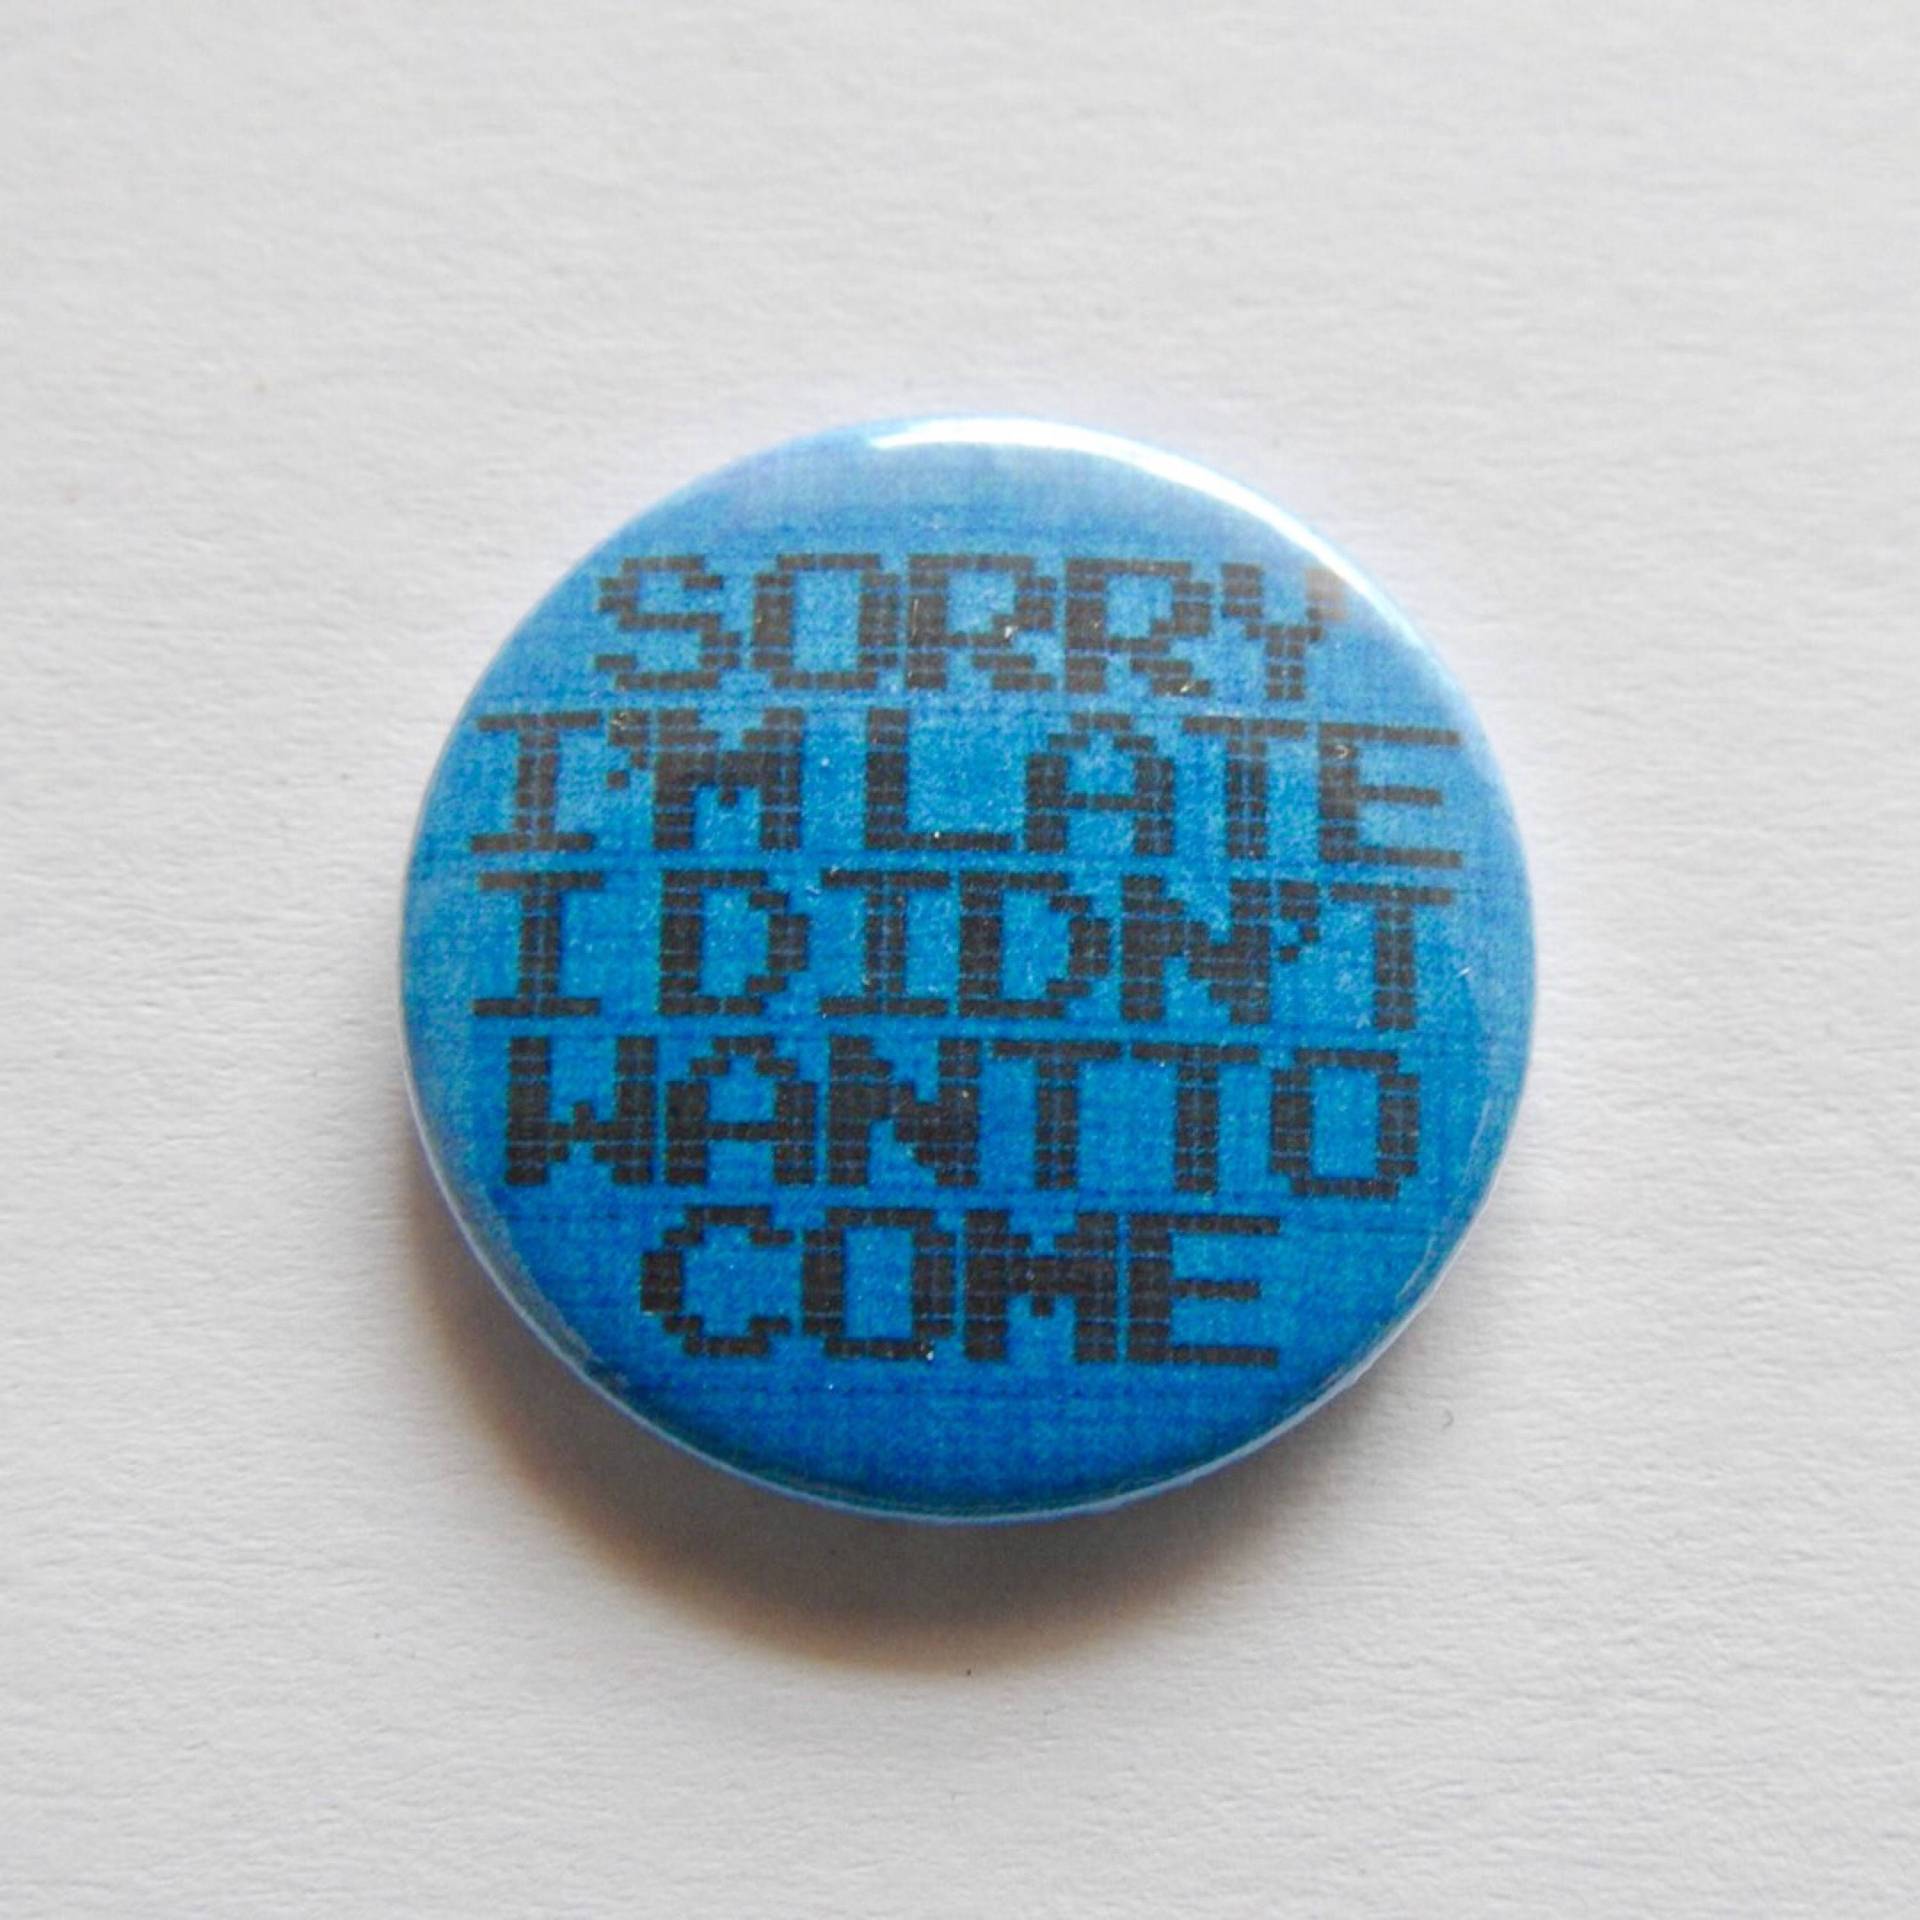 SORRY
I'M LATE
I DIDN'T
WANT TO
COME